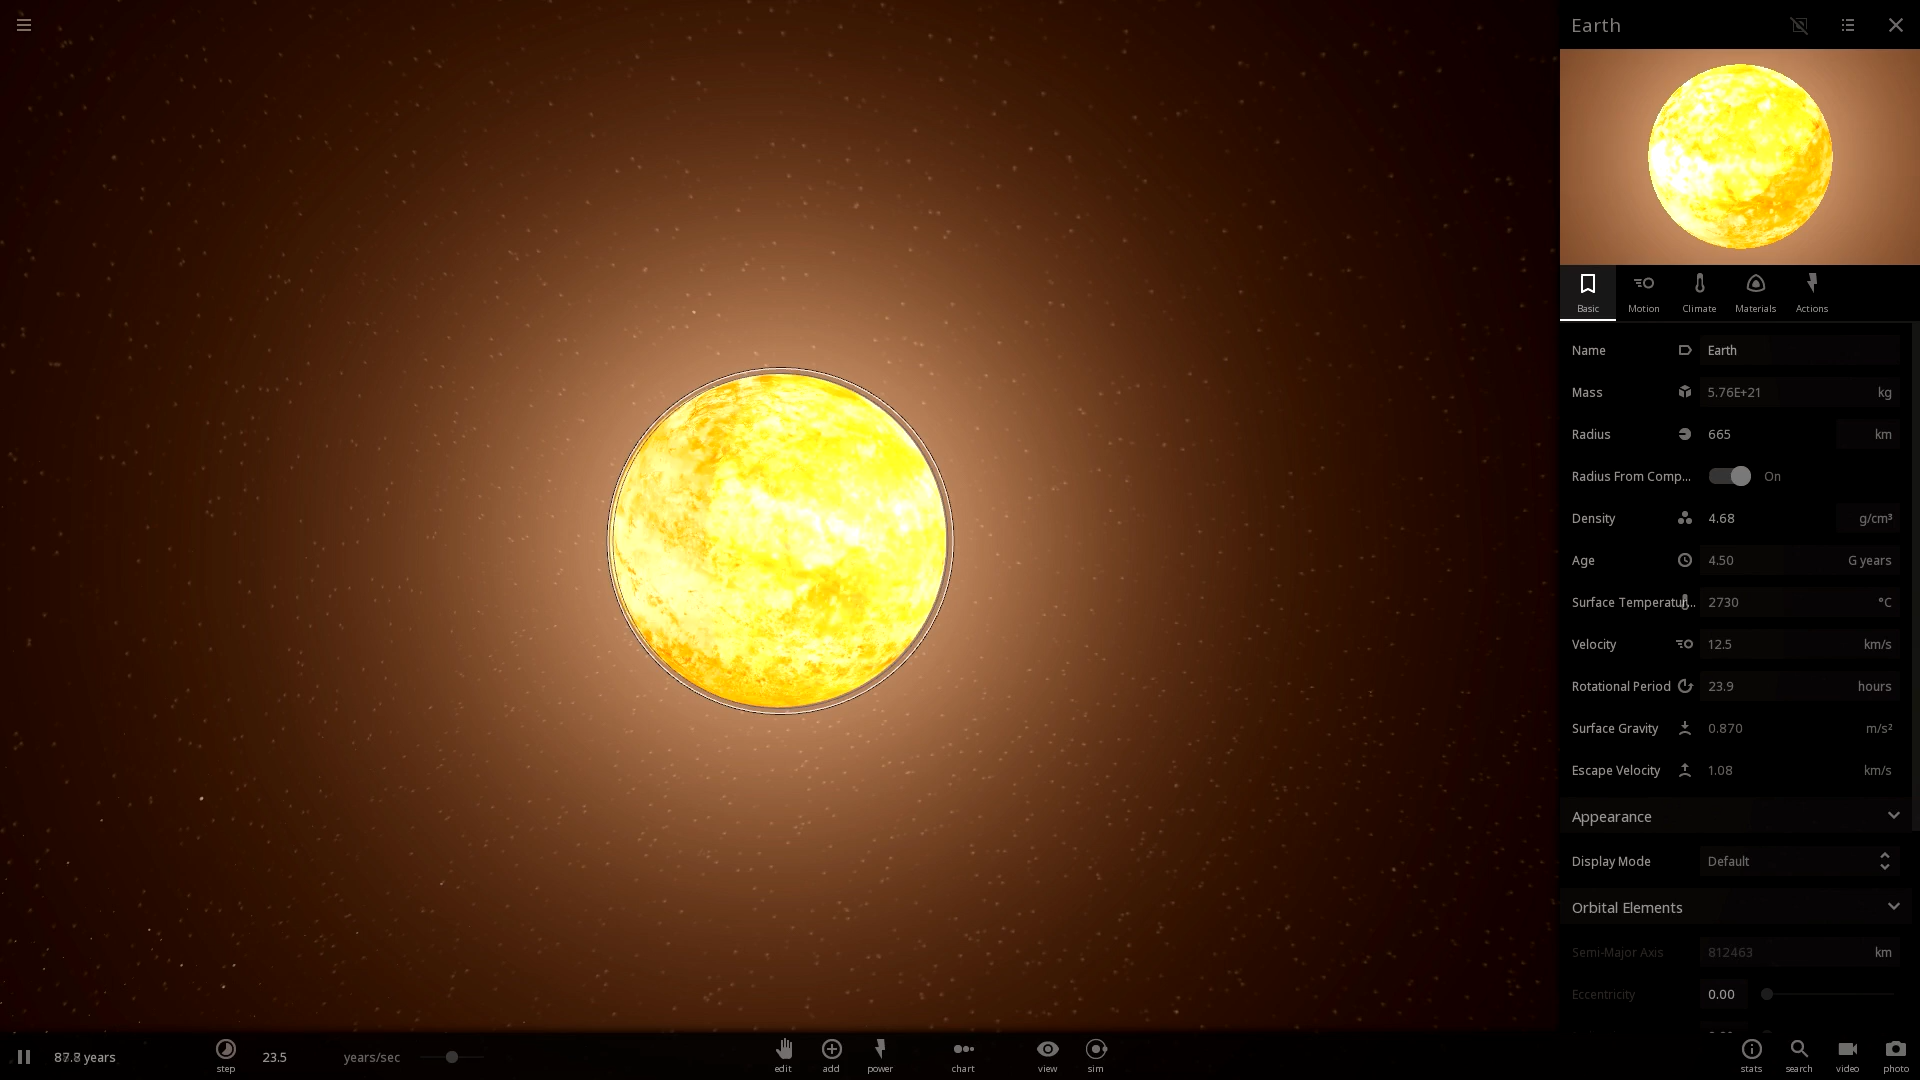 Earth
Basic
Motion
Climate
Materials
Actions
Name Earth
Mass 5.76E+21 kg
Radius 665 km
Radius From Comp... On
Density 4.68 g/cm³
Age 4.50 G years
Surface Temperatur... 2730 °C
Velocity 12.5 km/s
Rotational Period 23.9 hours
Surface Gravity 0.870 m/s²
Escape Velocity 1.08 km/s
Appearance
Display Mode Default
Orbital Elements
Semi-Major Axis 812463 km
Eccentricity 0.00
years
step
23.5 years/sec
edit
add
power
chart
view
sim
stats
search
video
photo